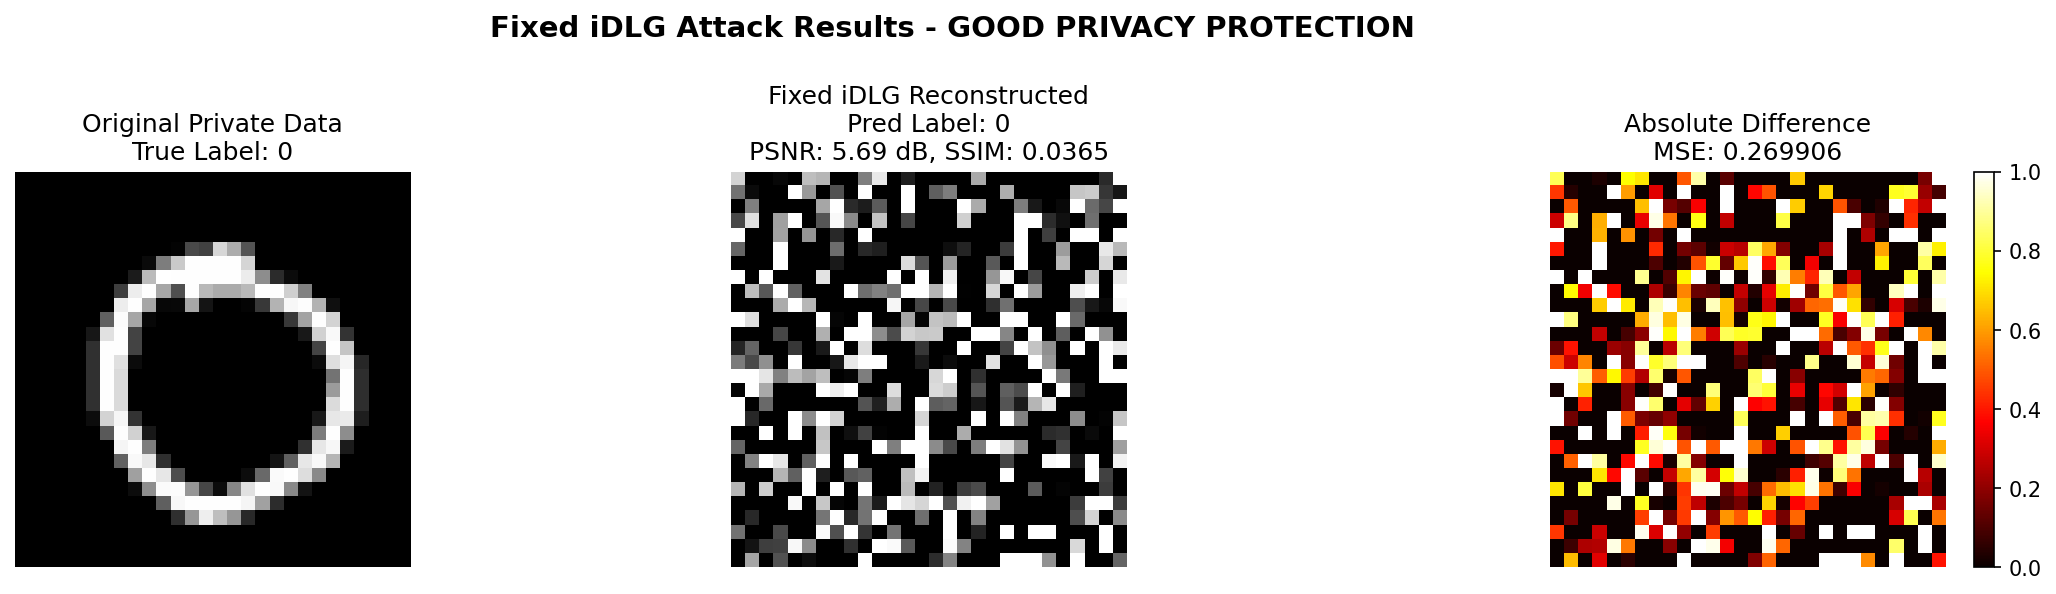 Fixed iDLG Attack Results - GOOD PRIVACY PROTECTION
Original Private Data
True Label: 0
Fixed iDLG Reconstructed
Pred Label: 0
PSNR: 5.69 dB, SSIM: 0.0365
Absolute Difference
MSE: 0.269906
1.0
0.8
0.6
0.4
0.2
0.0